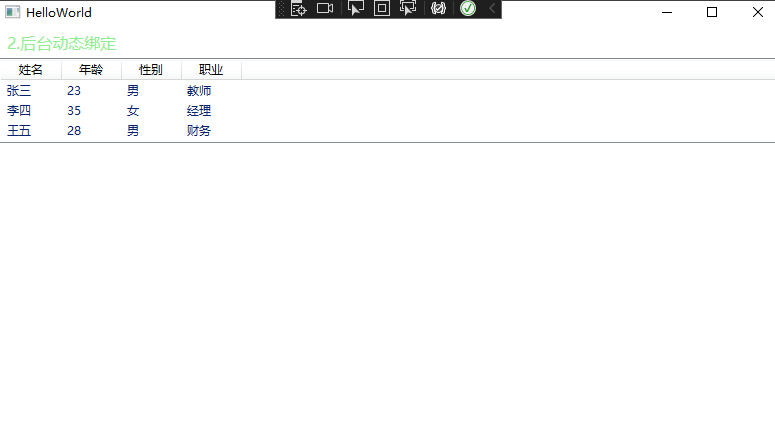 HelloWorld
2.后台动态绑定
姓名 年龄 性别 职业
张三 23 男 教师
李四 35 女 经理
王五 28 男 财务